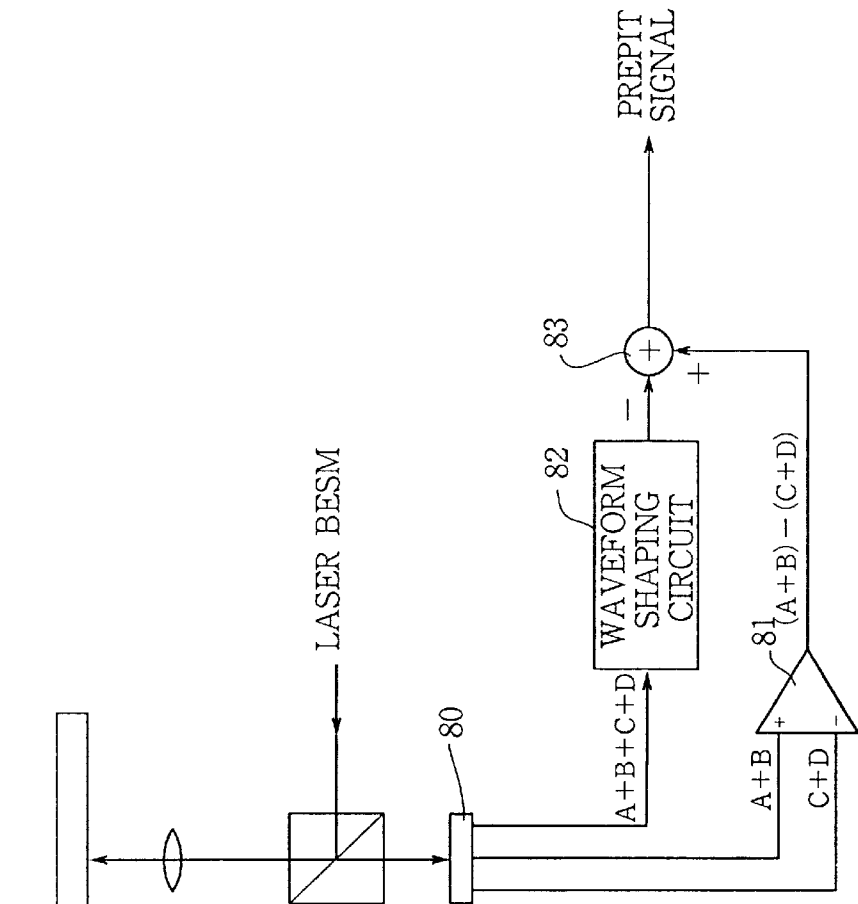 PREPIT
SIGNAL
83
+
+
−
82
WAVEFORM
SHAPING
CIRCUIT
LASER BESM
(A+B)−(C+D)
81
+
−
80
A+B+C+D
A+B
C+D